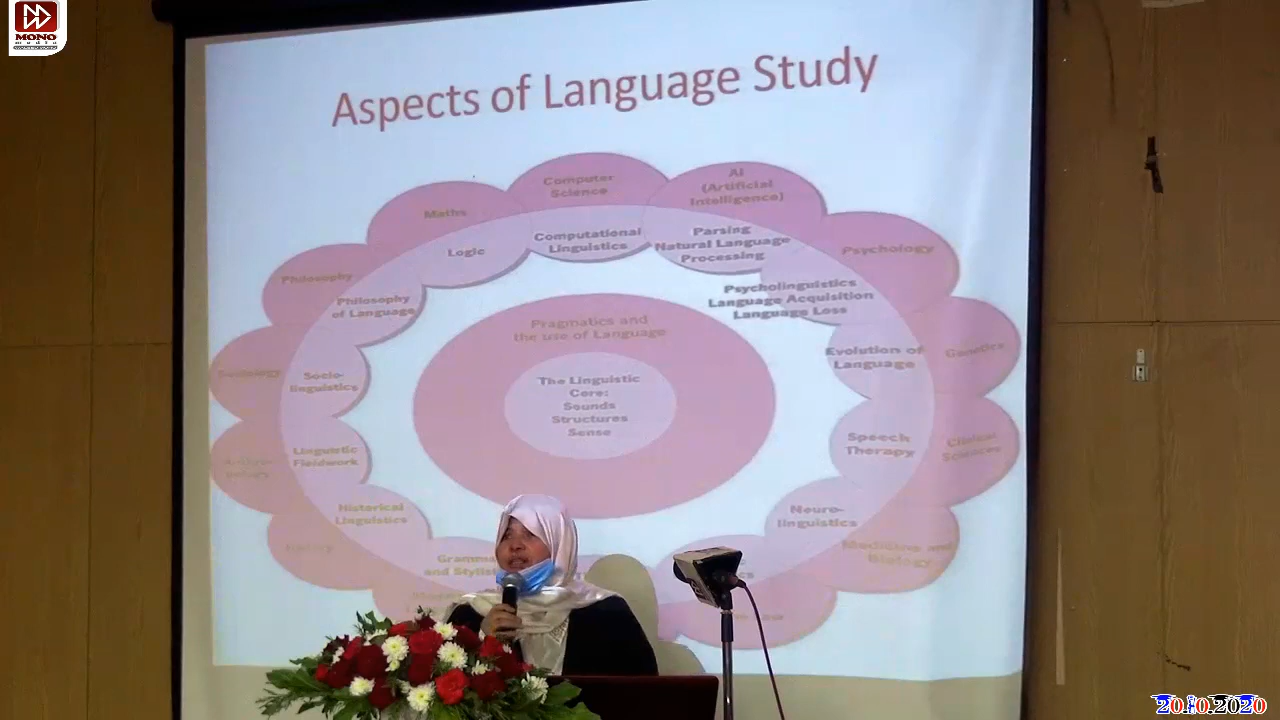 MONO
media
Aspects of Language Study
Computer
Science
AI
(Artificial
Intelligence)
Maths
Psychology
Philosophy
Logic
Computational
Linguistics
Parsing
Natural Language
Processing
Philosophy
of Language
Psycholinguistics
Language Acquisition
Language Loss
Pragmatics and
the use of Language
Evolution of
Language
Genetics
Sociology
Socio-
linguistics
The Linguistic
Core:
Sounds
Structures
Sense
Linguistic
Fieldwork
Speech
Therapy
Clinical
Sciences
Historical
Linguistics
Neuro-
linguistics
History
Medicine and
Biology
and
20.10.2020